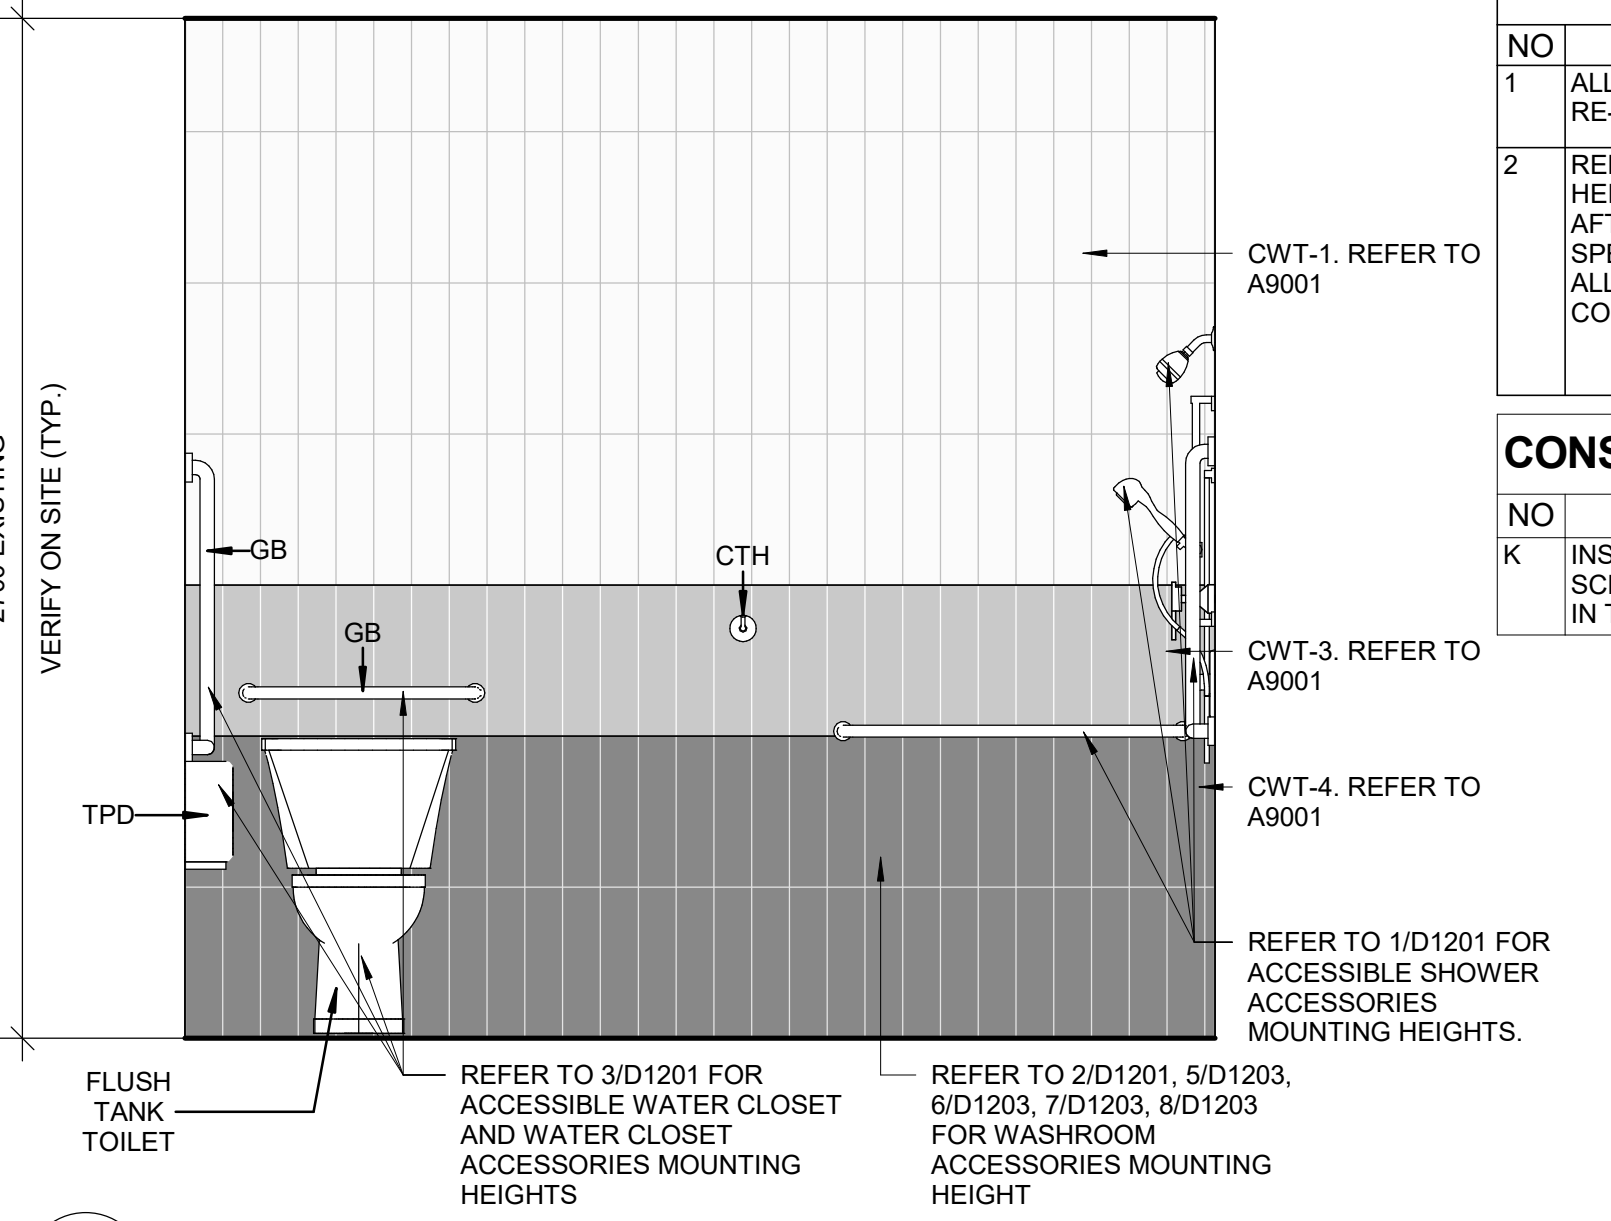 VERIFY ON SITE (TYP.)
GB
GB
CTH
TPD
FLUSH
TANK
TOILET
REFER TO 3/D1201 FOR
ACCESSIBLE WATER CLOSET
AND WATER CLOSET
ACCESSORIES MOUNTING
HEIGHTS
REFER TO 2/D1201, 5/D1203,
6/D1203, 7/D1203, 8/D1203
FOR WASHROOM
ACCESSORIES MOUNTING
HEIGHT
CWT-1. REFER TO
A9001
CWT-3. REFER TO
A9001
CWT-4. REFER TO
A9001
REFER TO 1/D1201 FOR
ACCESSIBLE SHOWER
ACCESSORIES
MOUNTING HEIGHTS.
NO
1
ALL
RE-
2
HEI
AFT
SPE
ALL
CO
CONS
NO
K
INS
IN T